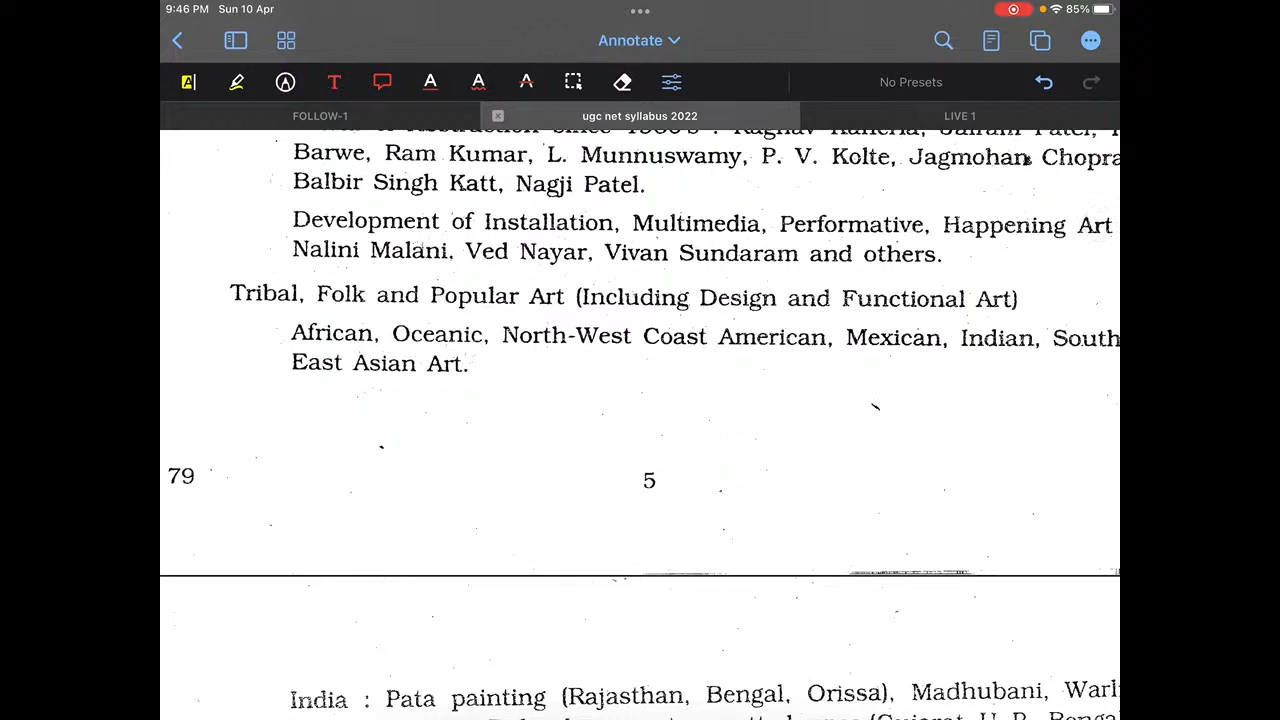 9:46 PM Sun 10 Apr
85%
Annotate
No Presets
FOLLOW-1
ugc net syllabus 2022
LIVE 1
Barwe, Ram Kumar, L. Munnuswamy, P. V. Kolte, Jagmohan Chopra
Balbir Singh Katt, Nagji Patel.
Development of Installation, Multimedia, Performative, Happening Art
Nalini Malani, Ved Nayar, Vivan Sundaram and others.
Tribal, Folk and Popular Art (Including Design and Functional Art)
African, Oceanic, North-West Coast American, Mexican, Indian, South
East Asian Art.
79
5
India : Pata painting (Rajasthan, Bengal, Orissa), Madhubani,